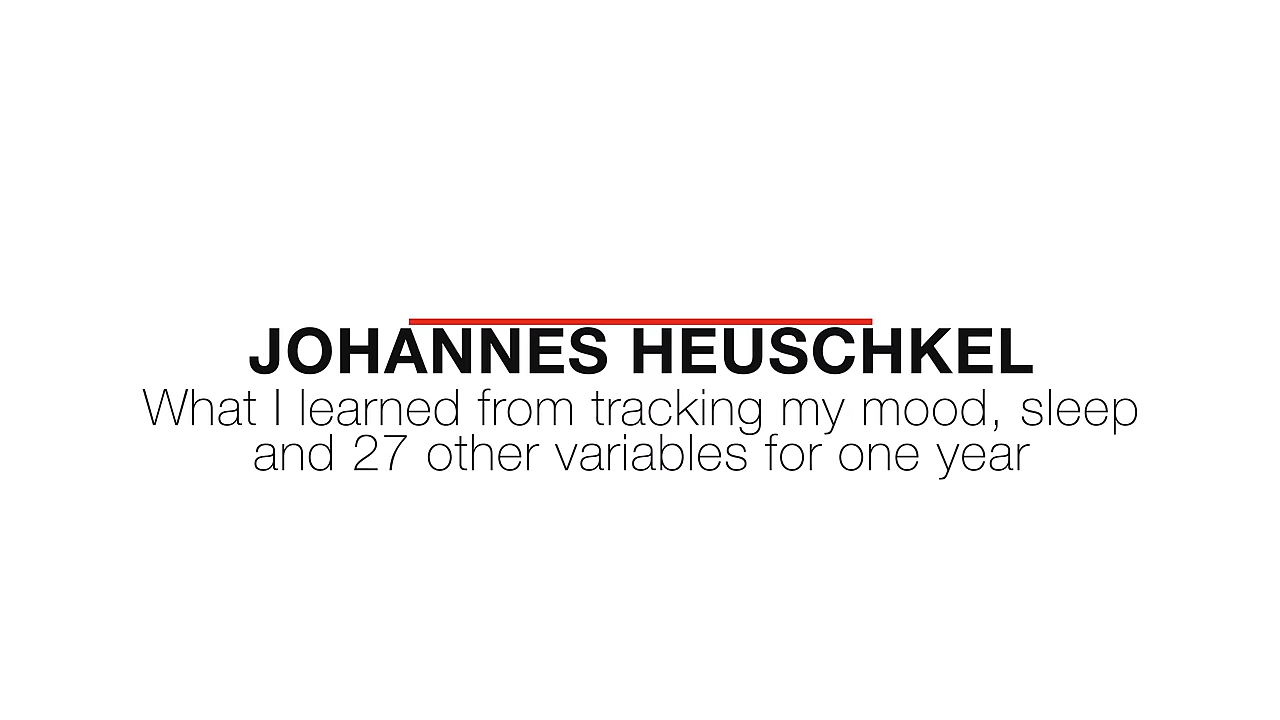 JOHANNES HEUSCHKEL
What I learned from tracking my mood, sleep
and 27 other variables for one year